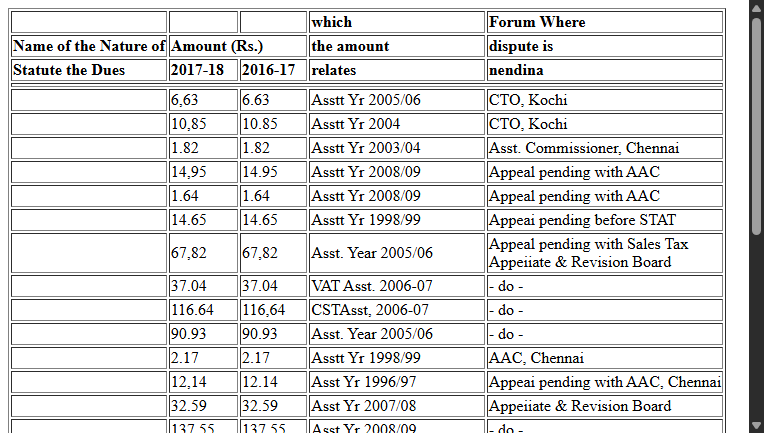 which Forum Where
Name of the Nature of Amount (Rs.) the amount dispute is
Statute the Dues 2017-18 2016-17 relates nendina
6,63 6.63 Asstt Yr 2005/06 CTO, Kochi
10,85 10.85 Asstt Yr 2004 CTO, Kochi
1.82 1.82 Asstt Yr 2003/04 Asst. Commissioner, Chennai
14,95 14.95 Asstt Yr 2008/09 Appeal pending with AAC
1.64 1.64 Asstt Yr 2008/09 Appeal pending with AAC
14.65 14.65 Asstt Yr 1998/99 Appeai pending before STAT
67,82 67,82 Asst. Year 2005/06 Appeal pending with Sales Tax
Appeiiate & Revision Board
37.04 37.04 VAT Asst. 2006-07 - do -
116.64 116,64 CSTAsst, 2006-07 - do -
90.93 90.93 Asst. Year 2005/06 - do -
2.17 2.17 Asstt Yr 1998/99 AAC, Chennai
12,14 12.14 Asst Yr 1996/97 Appeai pending with AAC, Chennai
32.59 32.59 Asst Yr 2007/08 Appeiiate & Revision Board
137.55 137.55 Asst Yr 2008/09 - do -